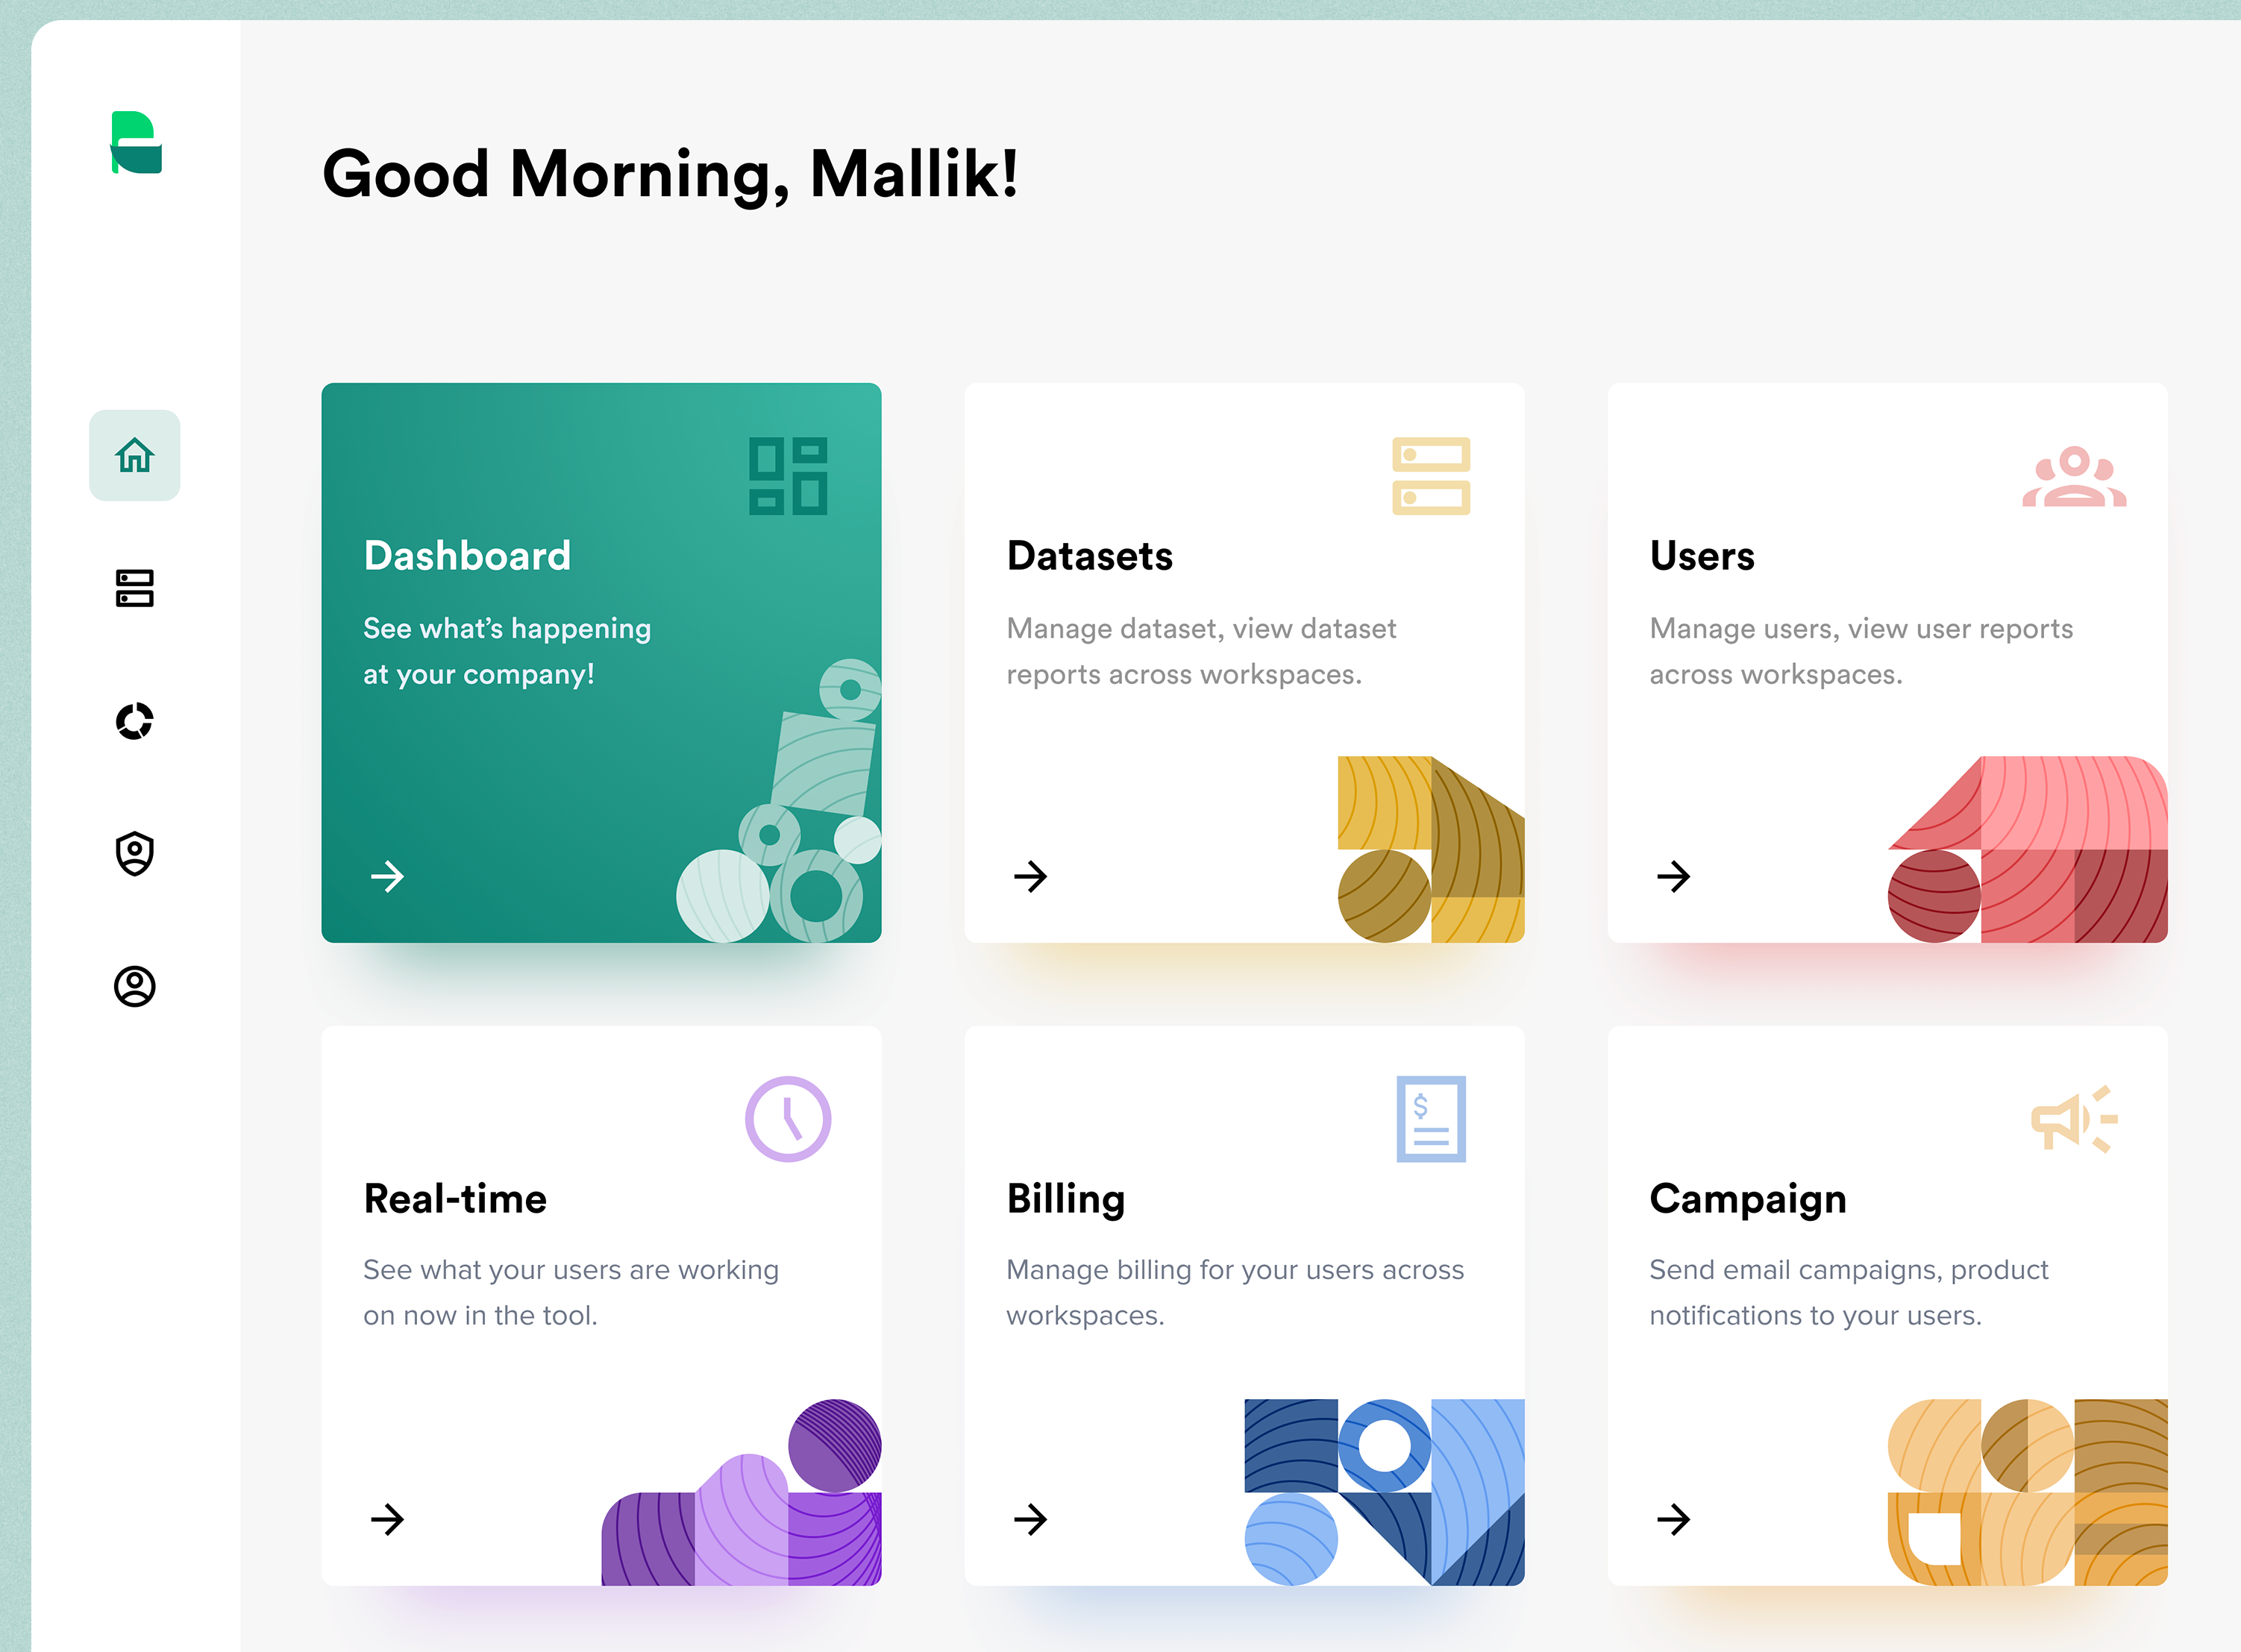 Good Morning, Mallik!
Dashboard
See what’s happening
at your company!
Datasets
Manage dataset, view dataset
reports across workspaces.
Users
Manage users, view user reports
across workspaces.
Real-time
See what your users are working
on now in the tool.
$
Billing
Manage billing for your users across
workspaces.
Campaign
Send email campaigns, product
notifications to your users.